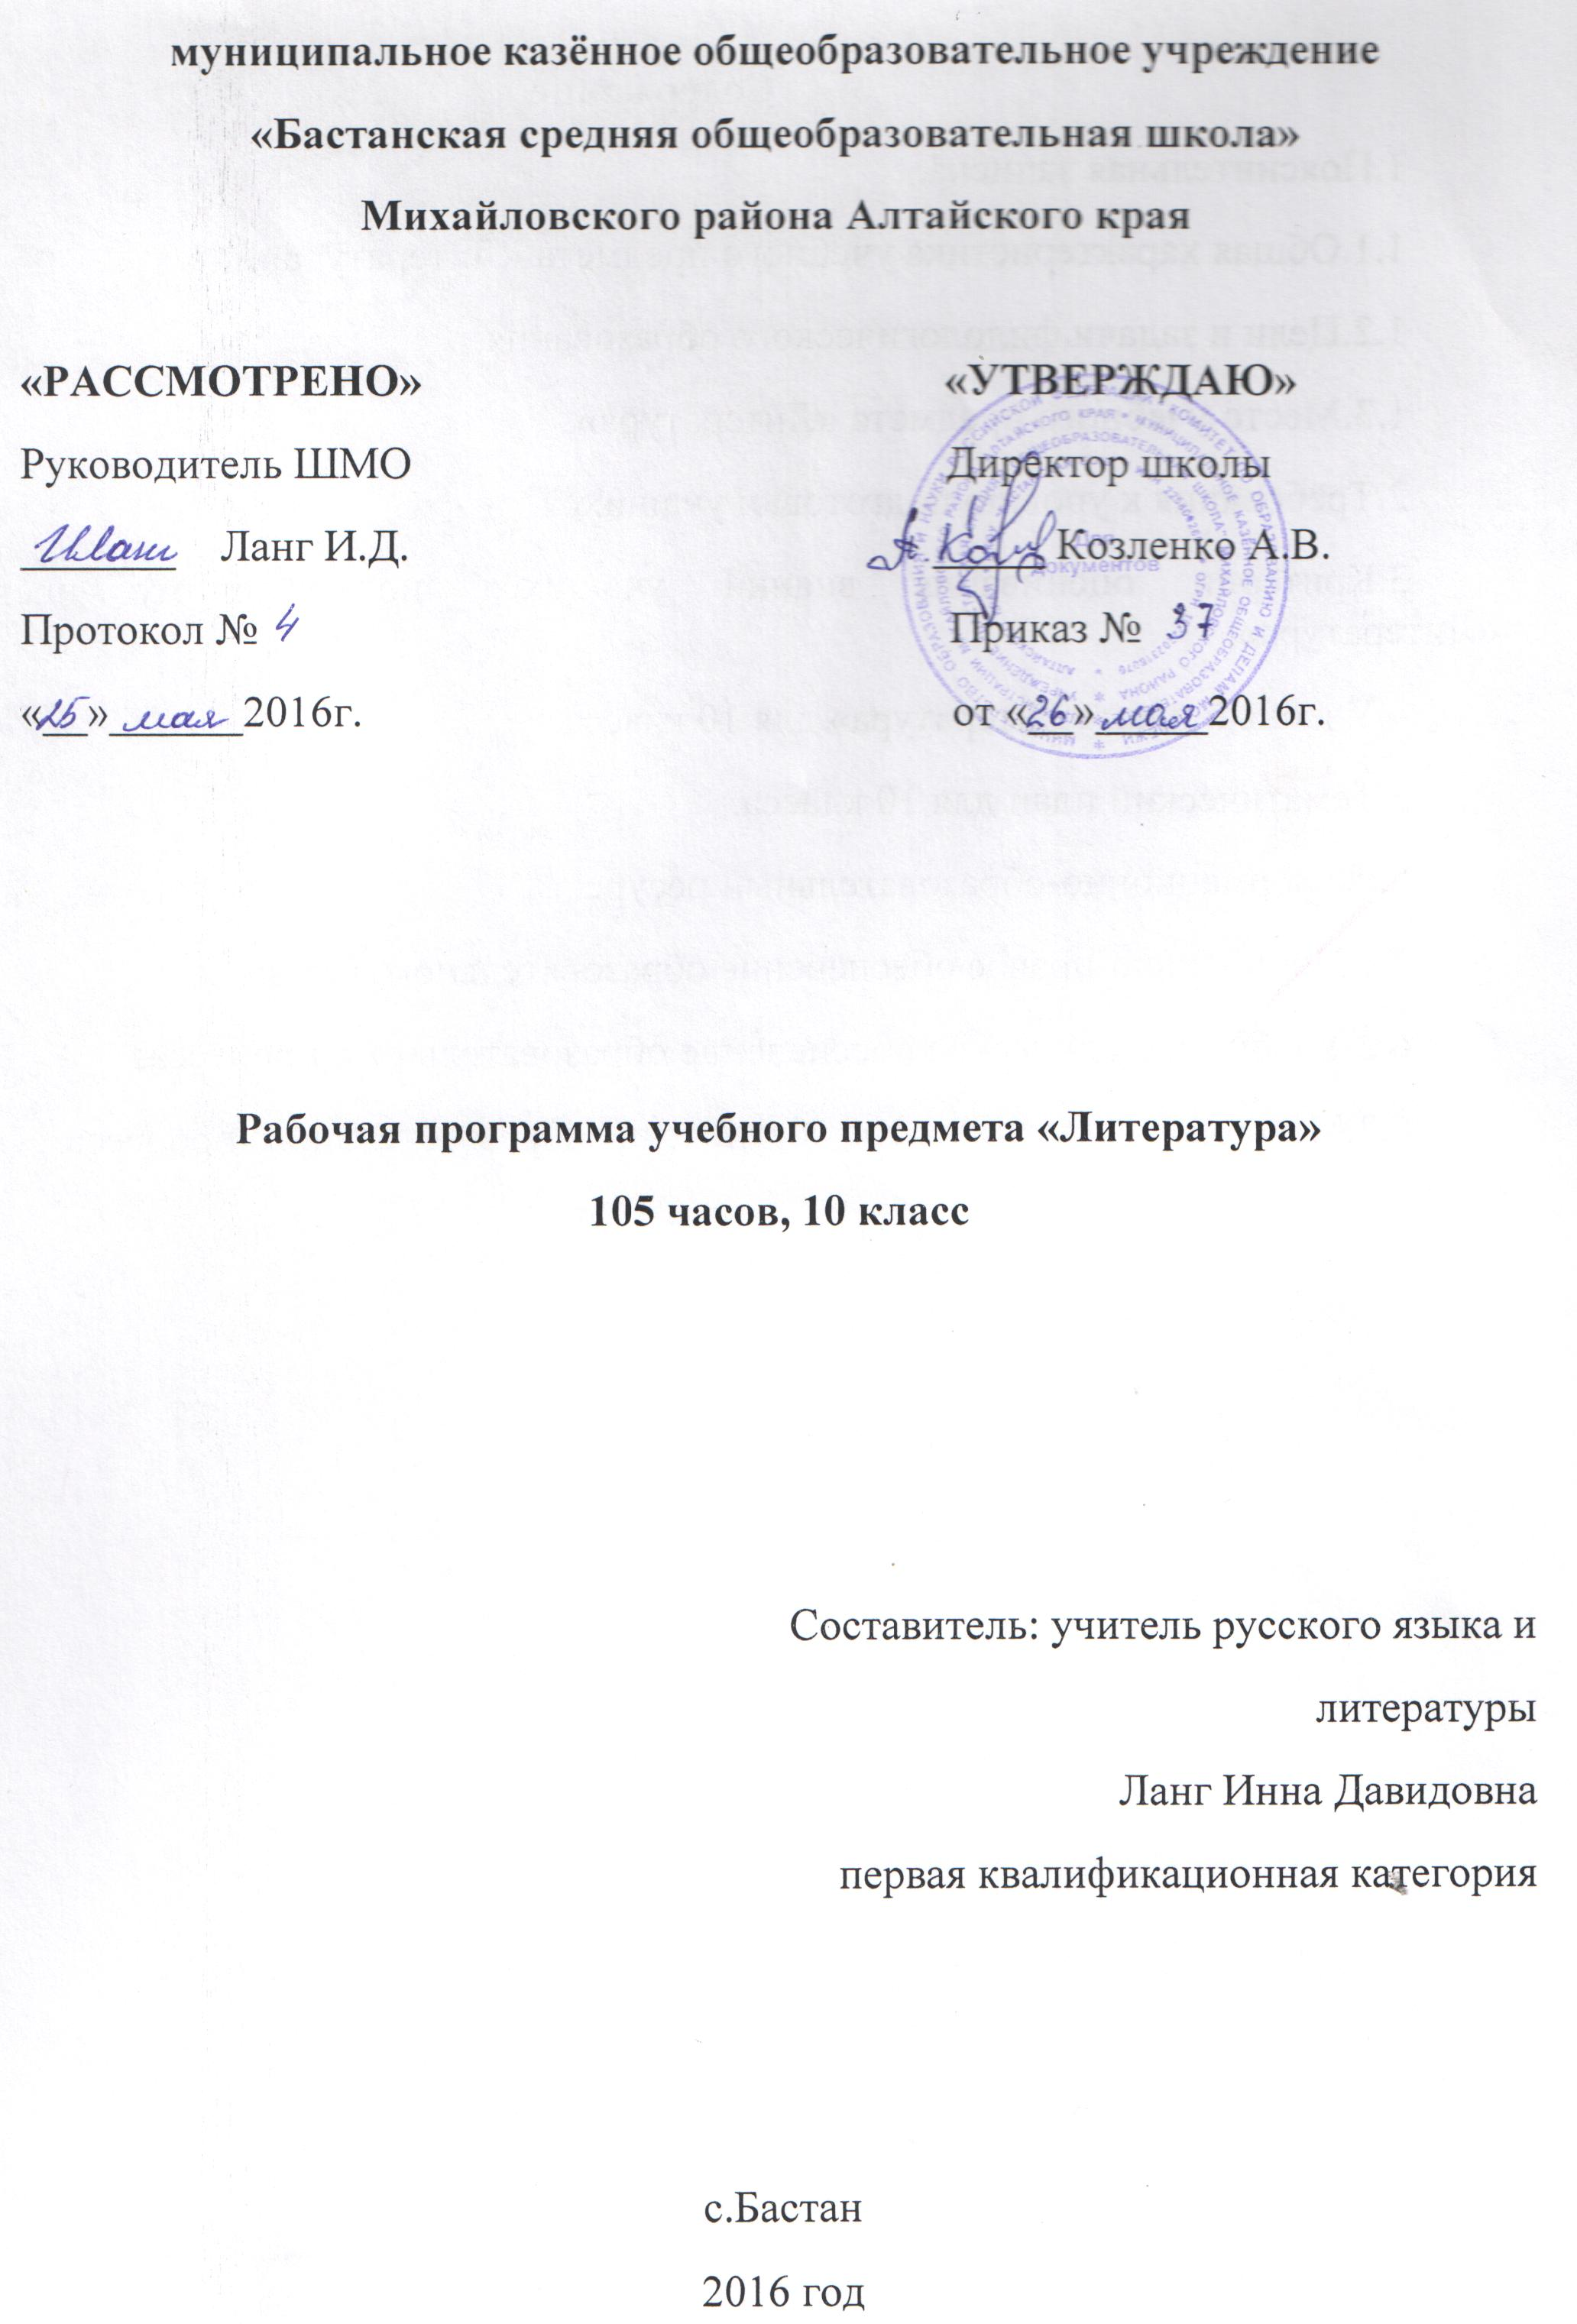 муниципальное казённое общеобразовательное учреждение
«Бастанская средняя общеобразовательная школа»
Михайловского района Алтайского края
«РАССМОТРЕНО»
Руководитель ШМО
Ланг И.Д.
Протокол № 4
«25» мая 2016г.
«УТВЕРЖДАЮ»
Директор школы
Козленко А.В.
документов
Приказ № 37
от «26» мая 2016г.
Рабочая программа учебного предмета «Литература»
105 часов, 10 класс
Составитель: учитель русского языка и
литературы
Ланг Инна Давидовна
первая квалификационная категория
с.Бастан
2016 год